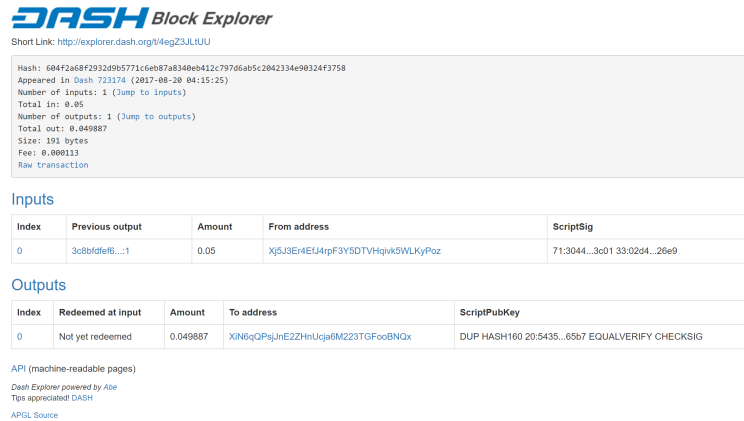 DASH Block Explorer
Short Link: http://explorer.dash.org/t/4egZ3JLtUU
Hash: 604f2a68f2932d9b5771c6eb87a8340eb412c797d6ab5c2042334e90324f3758
Appeared in Dash 723174 (2017-08-20 04:15:25)
Number of inputs: 1 (Jump to inputs)
Total in: 0.05
Number of outputs: 1 (Jump to outputs)
Total out: 0.049887
Size: 191 bytes
Fee: 0.000113
Raw transaction
Inputs
Index Previous output Amount From address ScriptSig
0 3c8bfdfef6...:1 0.05 Xj5J3Er4EfJ4rpF3Y5DTVHqivk5WLKyPoz 71:3044...3c01 33:02d4...26e9
Outputs
Index Redeemed at input Amount To address ScriptPubKey
0 Not yet redeemed 0.049887 XiN6qQPsjJnE2ZHnUcja6M223TGFooBNQx DUP HASH160 20:5435...65b7 EQUALVERIFY CHECKSIG
API (machine-readable pages)
Dash Explorer powered by Abe
Tips appreciated! DASH
APGL Source